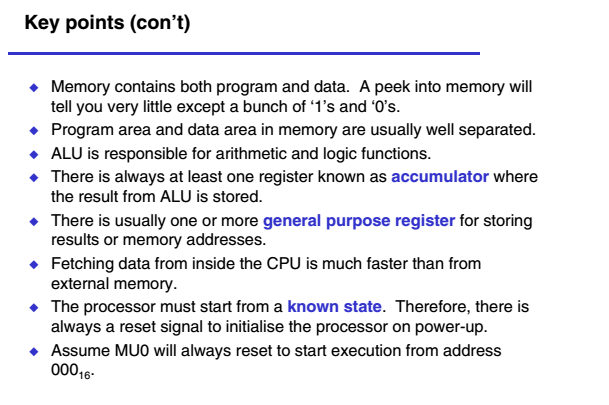 Key points (con't)
Memory contains both program and data. A peek into memory will
tell you very little except a bunch of '1's and '0's.
Program area and data area in memory are usually well separated.
ALU is responsible for arithmetic and logic functions.
There is always at least one register known as accumulator where
the result from ALU is stored.
There is usually one or more general purpose register for storing
results or memory addresses.
Fetching data from inside the CPU is much faster than from
external memory.
The processor must start from a known state. Therefore, there is
always a reset signal to initialise the processor on power-up.
Assume MU0 will always reset to start execution from address
000₁₆.